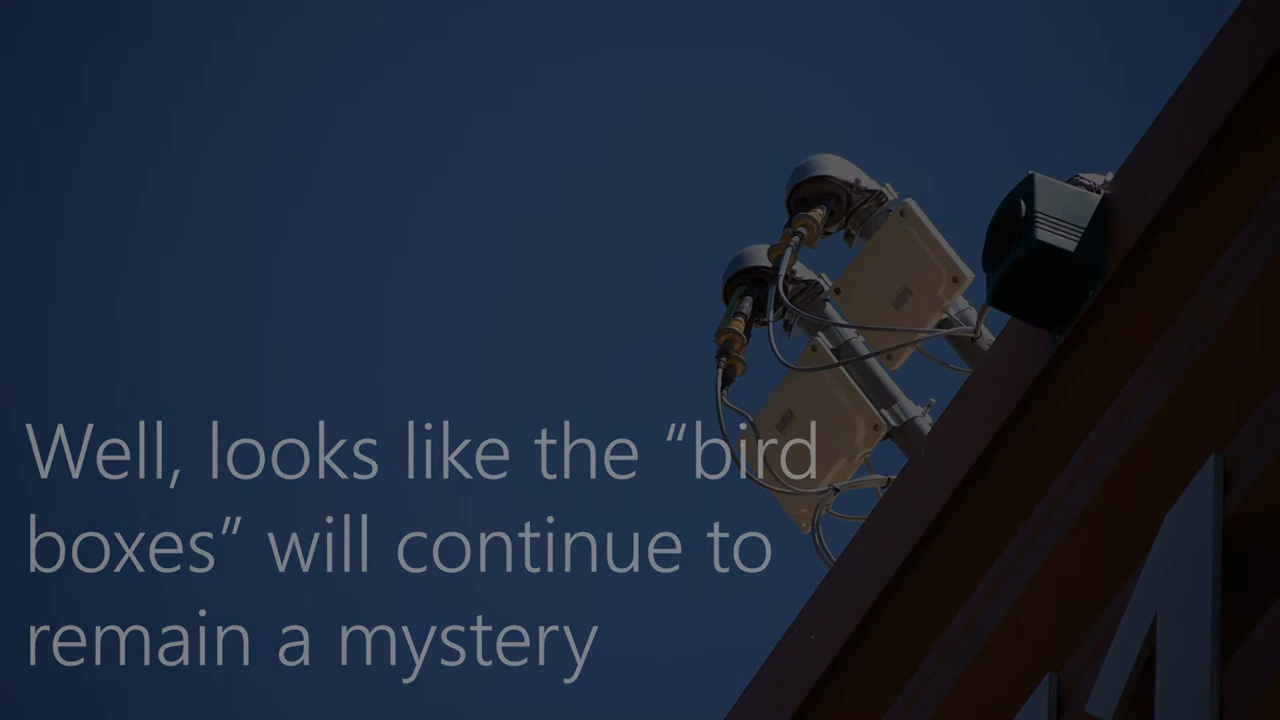 Well, looks like the “bird
boxes” will continue to
remain a mystery